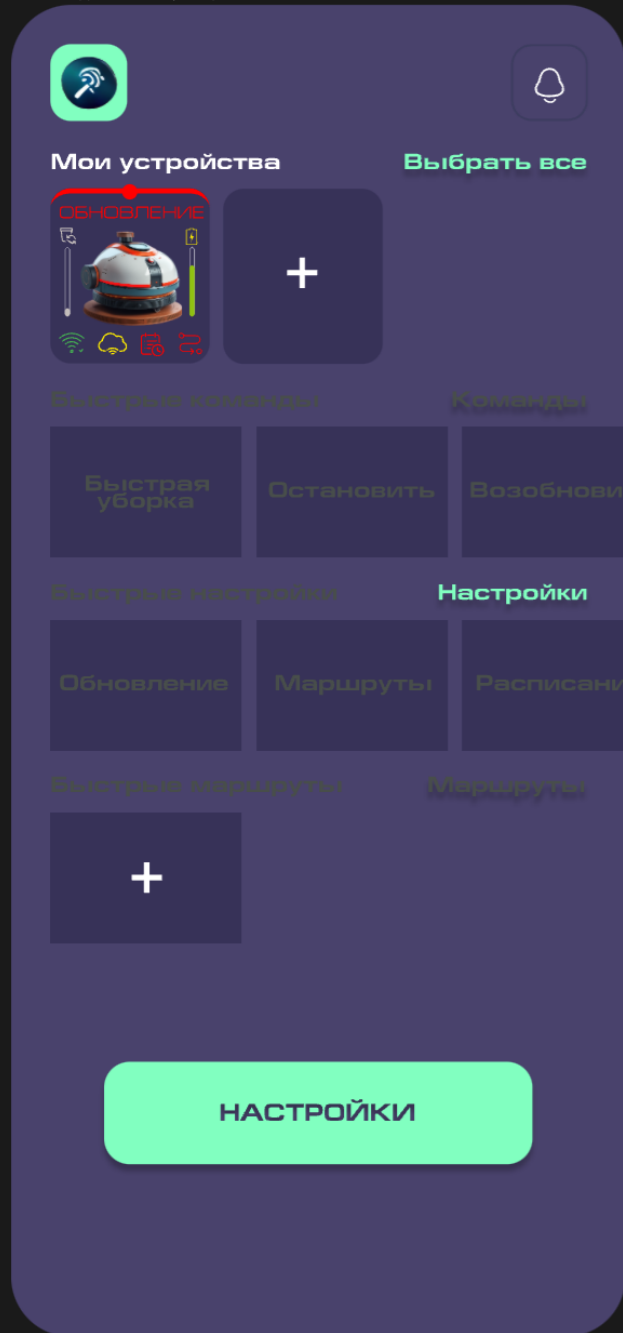 Мои устройства
Выбрать все
ОБНОВЛЕНИЕ
Быстрые команды
Команды
Быстрая
уборка
Остановить
Возобнови
Быстрые настройки
Настройки
Обновление
Маршруты
Расписани
Быстрые маршруты
Маршруты
НАСТРОЙКИ